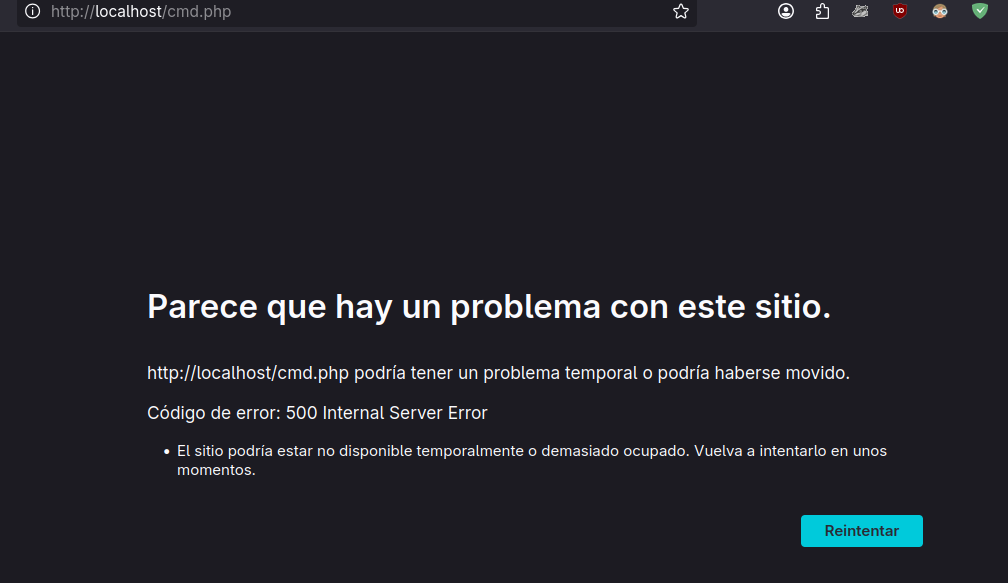 http://localhost/cmd.php
Parece que hay un problema con este sitio.
http://localhost/cmd.php podría tener un problema temporal o podría haberse movido.
Código de error: 500 Internal Server Error
• El sitio podría estar no disponible temporalmente o demasiado ocupado. Vuelva a intentarlo en unos
momentos.
Reintentar